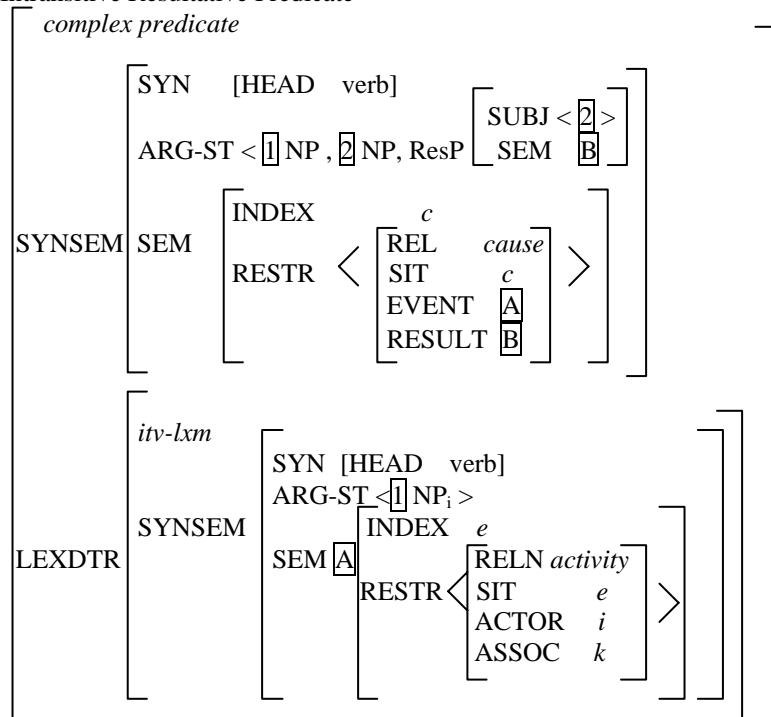 Intransitive Resultative Predicate
complex predicate
SYN [HEAD verb]
SUBJ < 2 >
ARG-ST < 1 NP , 2 NP, ResP
SEM B
INDEX c
SYNSEM SEM
REL cause
RESTR < SIT c >
EVENT A
RESULT B
itv-lxm
SYN [HEAD verb]
ARG-ST <1 NPi >
SYNSEM INDEX e
LEXDTR SEM A RELN activity
RESTR < SIT e >
ACTOR i
ASSOC k